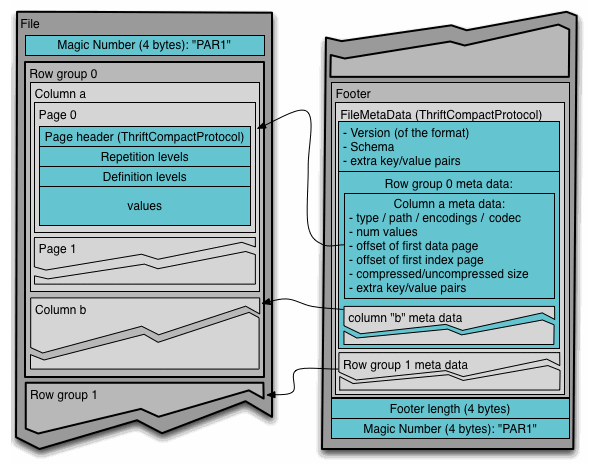 File
Magic Number (4 bytes): "PAR1"
Row group 0
Column a
Page 0
Page header (ThriftCompactProtocol)
Repetition levels
Definition levels
values
Page 1
Column b
Row group 1
Footer
FileMetaData (ThriftCompactProtocol)
- Version (of the format)
- Schema
- extra key/value pairs
Row group 0 meta data:
Column a meta data:
- type / path / encodings / codec
- num values
- offset of first data page
- offset of first index page
- compressed/uncompressed size
- extra key/value pairs
column "b" meta data
Row group 1 meta data
Footer length (4 bytes)
Magic Number (4 bytes): "PAR1"